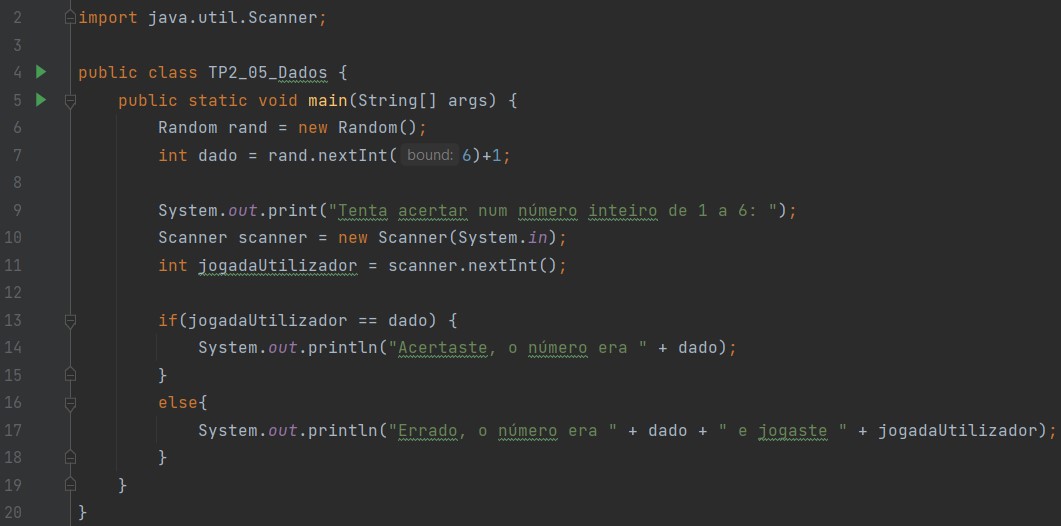 2 import java.util.Scanner;
3
4 public class TP2_05_Dados {
5     public static void main(String[] args) {
6         Random rand = new Random();
7         int dado = rand.nextInt( bound: 6)+1;
8
9         System.out.print("Tenta acertar num número inteiro de 1 a 6: ");
10         Scanner scanner = new Scanner(System.in);
11         int jogadaUtilizador = scanner.nextInt();
12
13         if(jogadaUtilizador == dado) {
14             System.out.println("Acertaste, o número era " + dado);
15         }
16         else{
17             System.out.println("Errado, o número era " + dado + " e jogaste " + jogadaUtilizador);
18         }
19     }
20 }